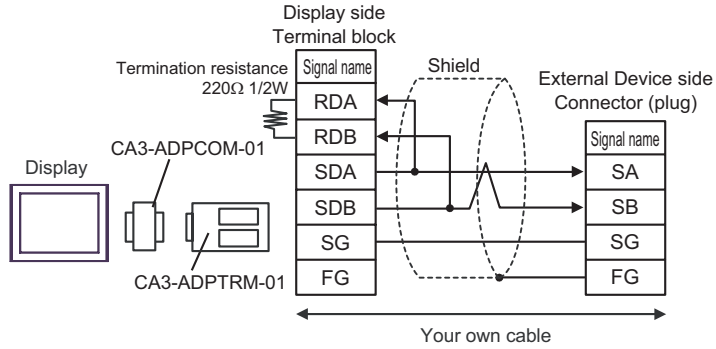 Display side
Terminal block
Termination resistance
220Ω 1/2W
Signal name
RDA
RDB
SDA
SDB
SG
FG
Shield
External Device side
Connector (plug)
Signal name
SA
SB
SG
FG
Display
CA3-ADPCOM-01
CA3-ADPTRM-01
Your own cable